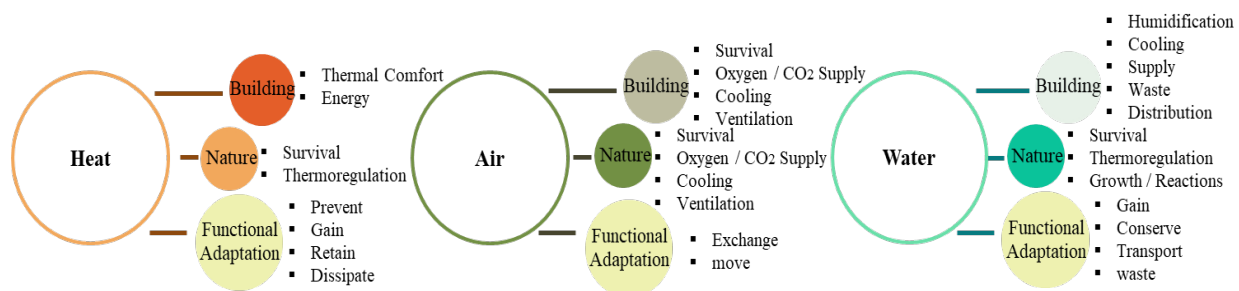 Heat
Building
Thermal Comfort
Energy
Nature
Survival
Thermoregulation
Functional
Adaptation
Prevent
Gain
Retain
Dissipate
Air
Building
Survival
Oxygen / CO2 Supply
Cooling
Ventilation
Nature
Survival
Oxygen / CO2 Supply
Cooling
Ventilation
Functional
Adaptation
Exchange
move
Water
Building
Humidification
Cooling
Supply
Waste
Distribution
Nature
Survival
Thermoregulation
Growth / Reactions
Functional
Adaptation
Gain
Conserve
Transport
waste